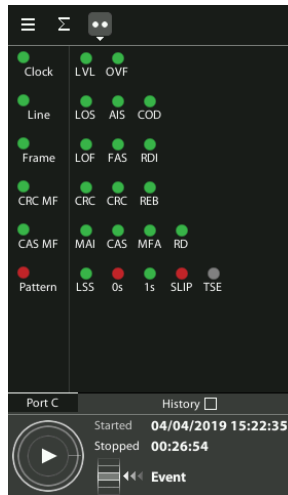 Σ
Clock LVL OVF
Line LOS AIS COD
Frame LOF FAS RDI
CRC MF CRC CRC REB
CAS MF MAI CAS MFA RD
Pattern LSS 0s 1s SLIP TSE
Port C History
Started 04/04/2019 15:22:35
Stopped 00:26:54
Event